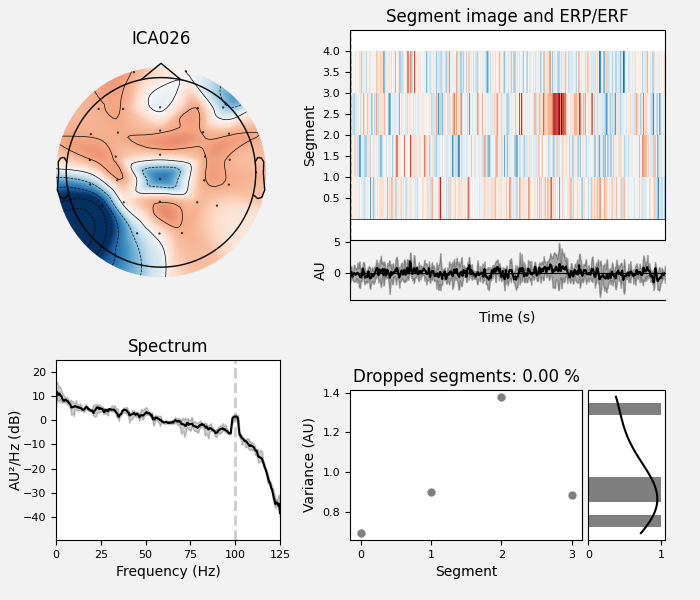 ICA026
Segment image and ERP/ERF
Segment
4.0
3.5
3.0
2.5
2.0
1.5
1.0
0.5
AU
5
0
Time (s)
Spectrum
AU²/Hz (dB)
20
10
0
−10
−20
−30
−40
0 25 50 75 100 125
Frequency (Hz)
Dropped segments: 0.00 %
Variance (AU)
1.4
1.2
1.0
0.8
0 1 2 3
Segment
0 1